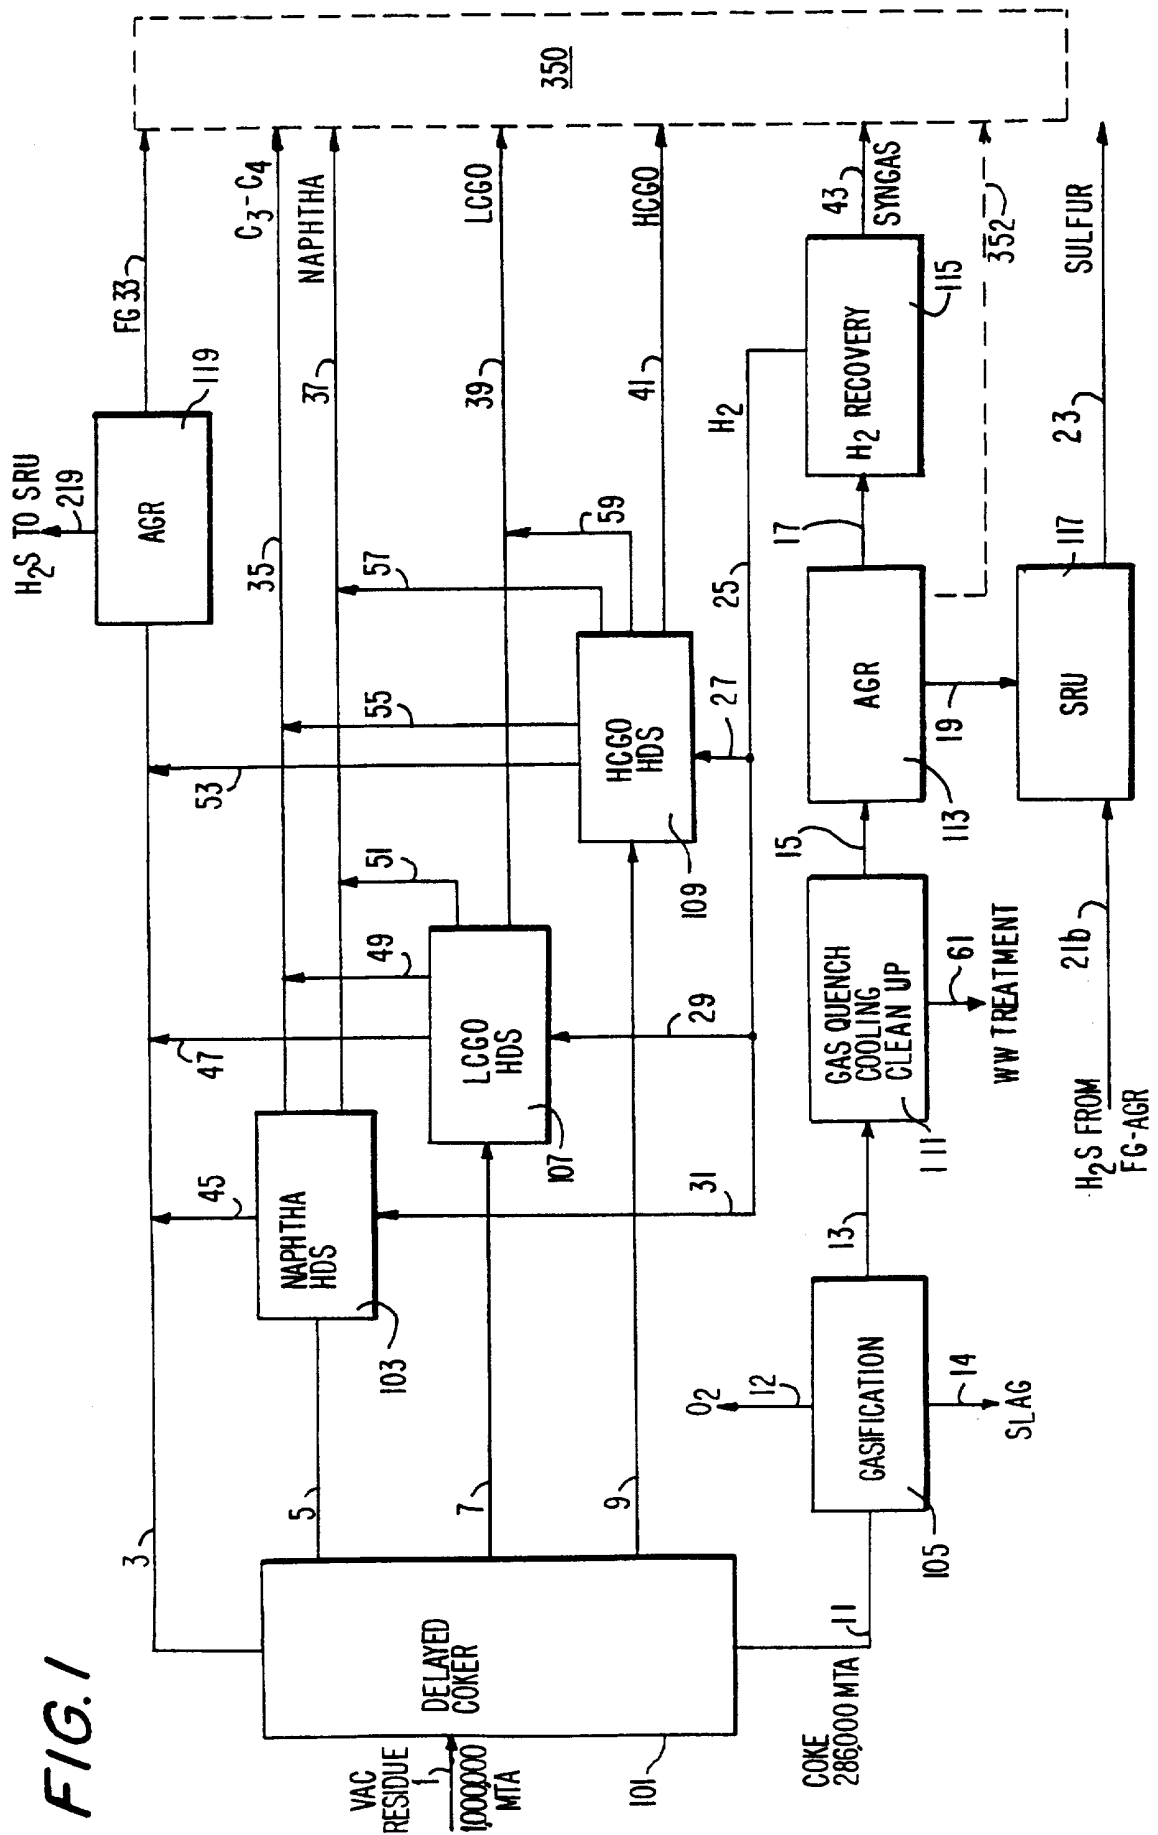 FIG. 1
VAC
RESIDUE
1
1,000,000
MTA
101
DELAYED
COKER
COKE
286,000 MTA
11
3
5
7
9
NAPHTHA
HDS
103
45
LCGO
HDS
107
47
49
51
HCGO
HDS
109
53
55
57
59
H2S TO SRU
219
AGR
119
FG 33
35
C3-C4
37
NAPHTHA
39
LCGO
41
HCGO
350
31
29
27
25
H2
GASIFICATION
105
O2
12
14
SLAG
13
GAS QUENCH
COOLING
CLEAN UP
111
61
WW TREATMENT
15
AGR
113
17
19
H2 RECOVERY
115
43
SYNGAS
352
H2S FROM
FG-AGR
21b
SRU
117
23
SULFUR